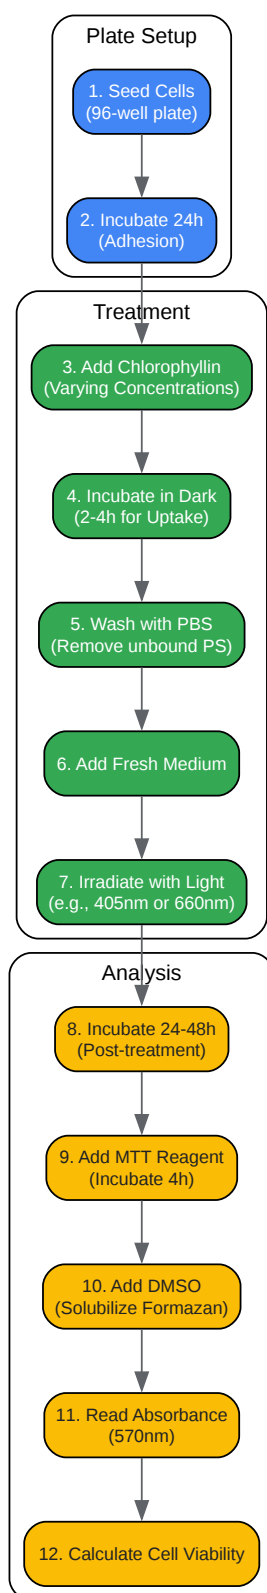 Plate Setup
1. Seed Cells
(96-well plate)
2. Incubate 24h
(Adhesion)
Treatment
3. Add Chlorophyllin
(Varying Concentrations)
4. Incubate in Dark
(2-4h for Uptake)
5. Wash with PBS
(Remove unbound PS)
6. Add Fresh Medium
7. Irradiate with Light
(e.g., 405nm or 660nm)
Analysis
8. Incubate 24-48h
(Post-treatment)
9. Add MTT Reagent
(Incubate 4h)
10. Add DMSO
(Solubilize Formazan)
11. Read Absorbance
(570nm)
12. Calculate Cell Viability